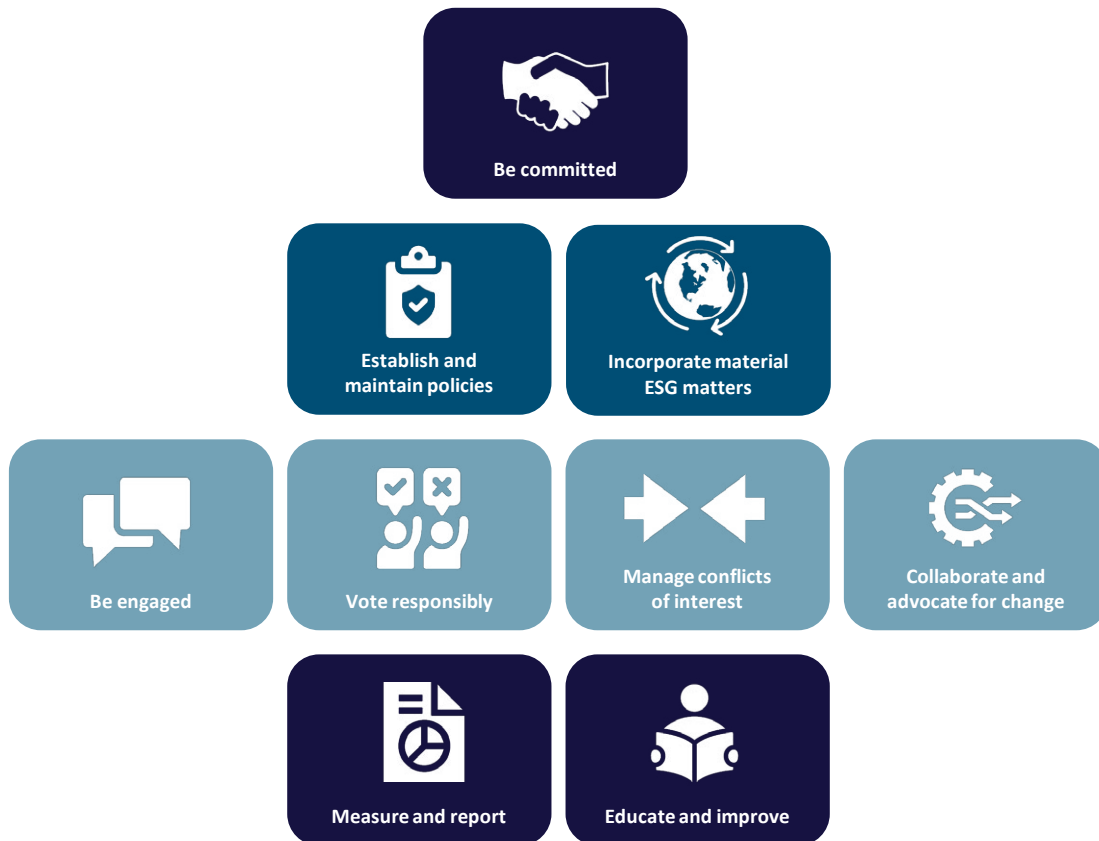 Be committed
Establish and
maintain policies
Incorporate material
ESG matters
Be engaged
Vote responsibly
Manage conflicts
of interest
Collaborate and
advocate for change
Measure and report
Educate and improve